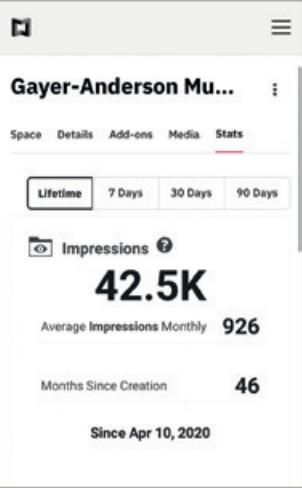 Gayer-Anderson Mu...
Space Details Add-ons Media Stats
Lifetime 7 Days 30 Days 90 Days
Impressions ?
42.5K
Average Impressions Monthly 926
Months Since Creation 46
Since Apr 10, 2020